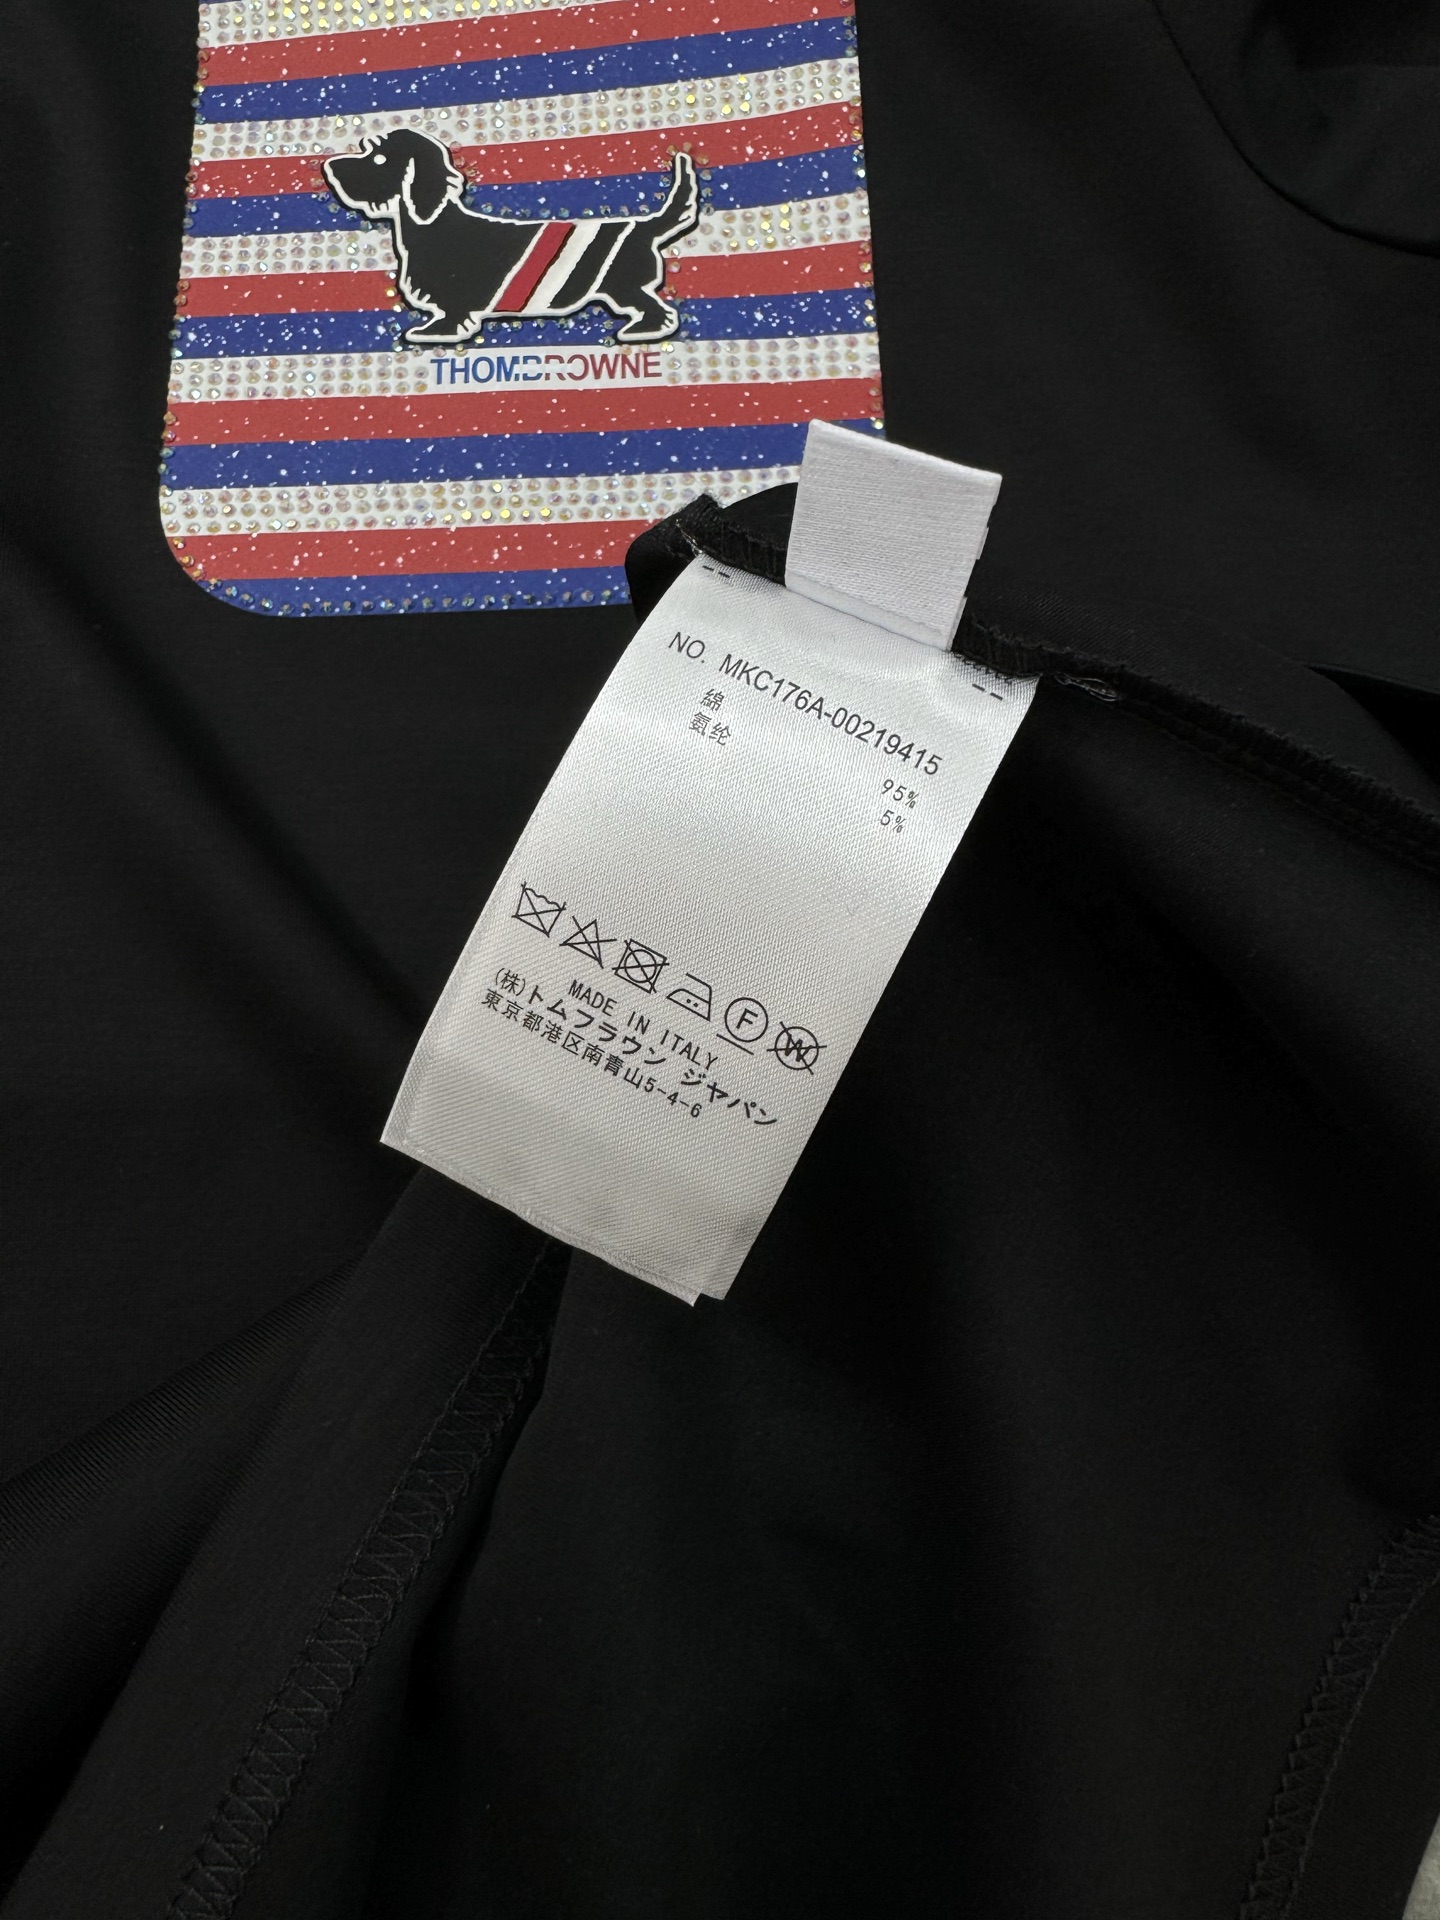 THOMBROWNE
NO. MKC176A-00219415
綿 95%
氨纶 5%
F W
MADE IN ITALY
(株)トムブラウン ジャパン
東京都港区南青山5-4-6